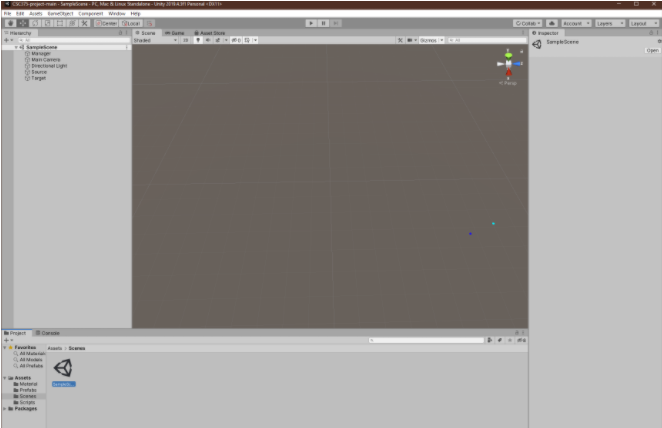 CSC375-project-main - SampleScene - PC, Mac & Linux Standalone - Unity 2019.4.31f1 Personal <DX11>
File Edit Assets GameObject Component Window Help
Center Local
Collab Account Layers Layout
Hierarchy
All
SampleScene
Manager
Main Camera
Directional Light
Source
Target
Scene Game Asset Store
Shaded 2D 0 Gizmos All
Persp
Inspector
SampleScene
Open
Project Console
Favorites
All Materials
All Models
All Prefabs
Assets
Material
Prefabs
Scenes
Scripts
Packages
Assets > Scenes